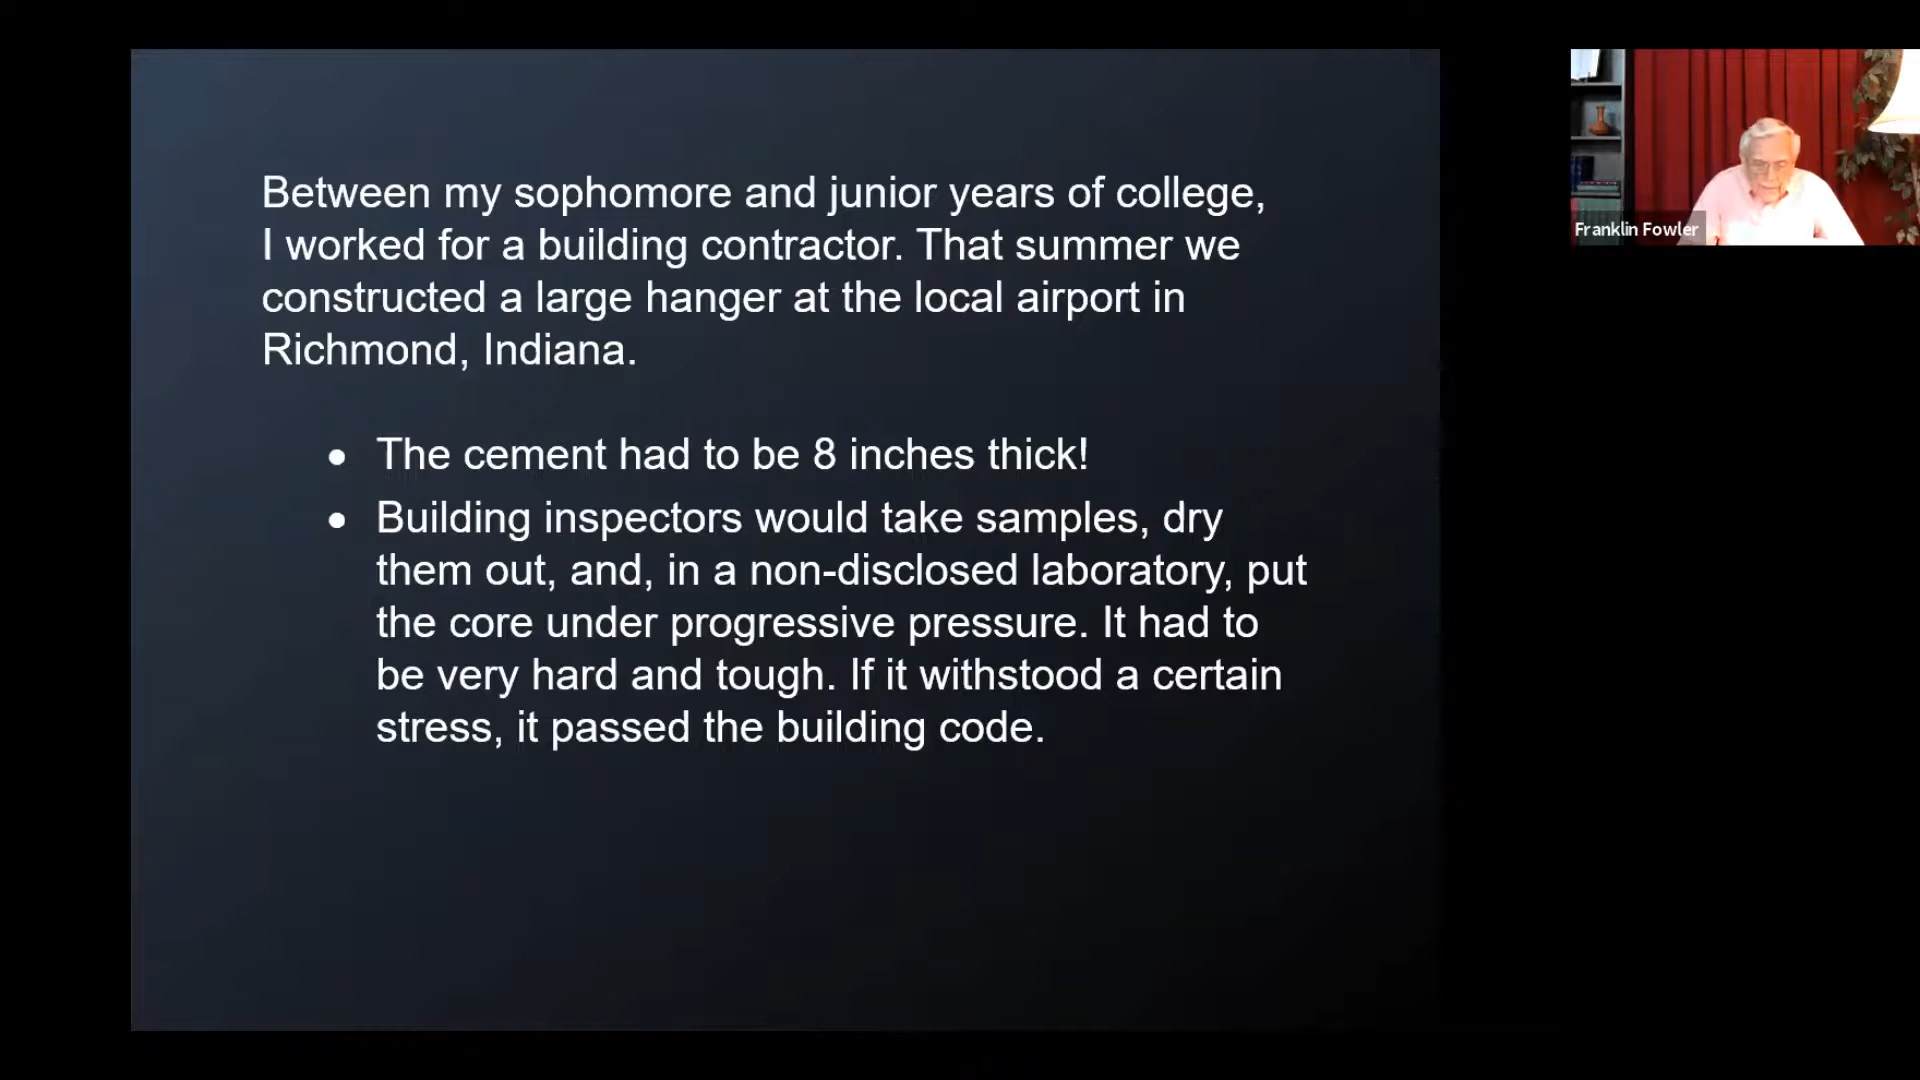 Between my sophomore and junior years of college,
I worked for a building contractor. That summer we
constructed a large hanger at the local airport in
Richmond, Indiana.
• The cement had to be 8 inches thick!
• Building inspectors would take samples, dry
them out, and, in a non-disclosed laboratory, put
the core under progressive pressure. It had to
be very hard and tough. If it withstood a certain
stress, it passed the building code.
Franklin Fowler